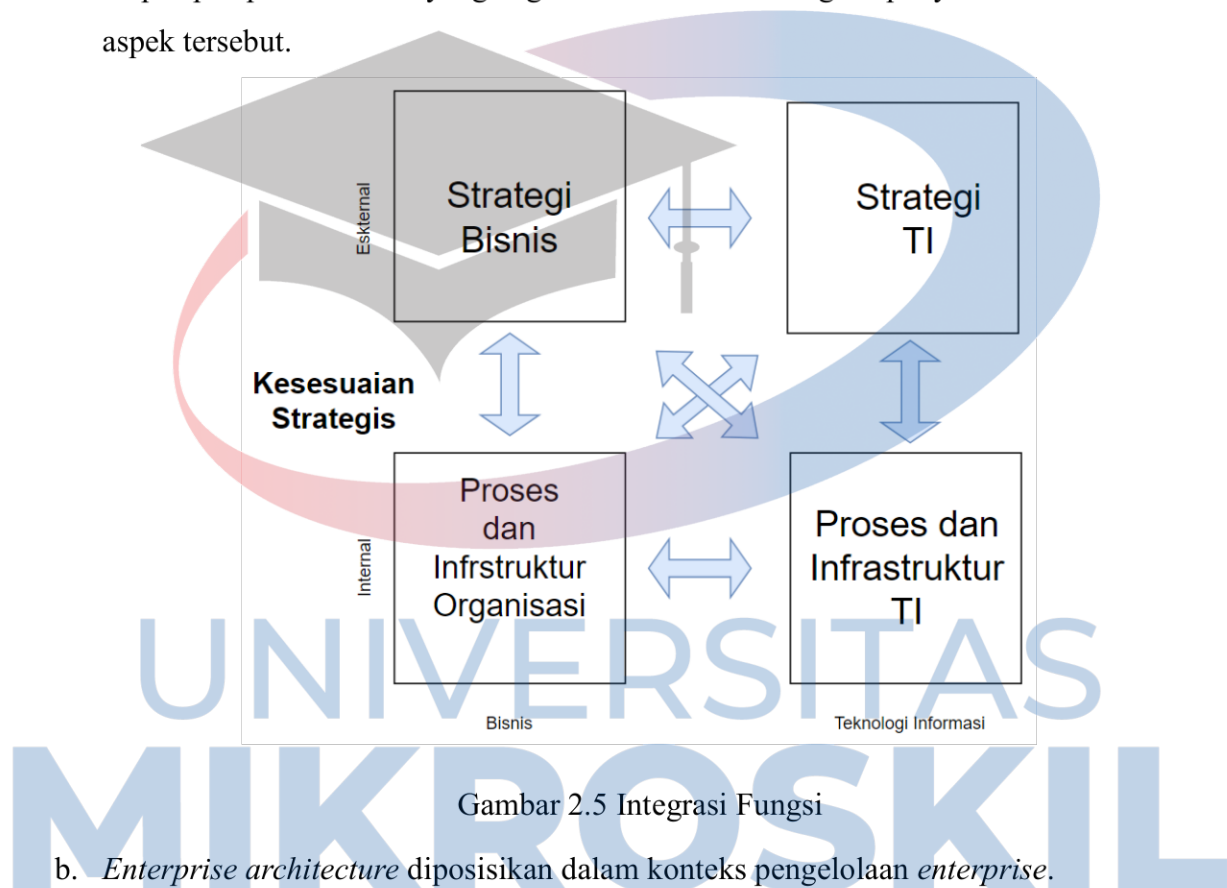 aspek tersebut.
Strategi
Bisnis
Strategi
TI
Eskternal
Kesesuaian
Strategis
Proses
dan
Infrstruktur
Organisasi
Proses dan
Infrastruktur
TI
Internal
Bisnis
Teknologi Informasi
UNIVERSITAS
MIKROSKIL
Gambar 2.5 Integrasi Fungsi
b. Enterprise architecture diposisikan dalam konteks pengelolaan enterprise.